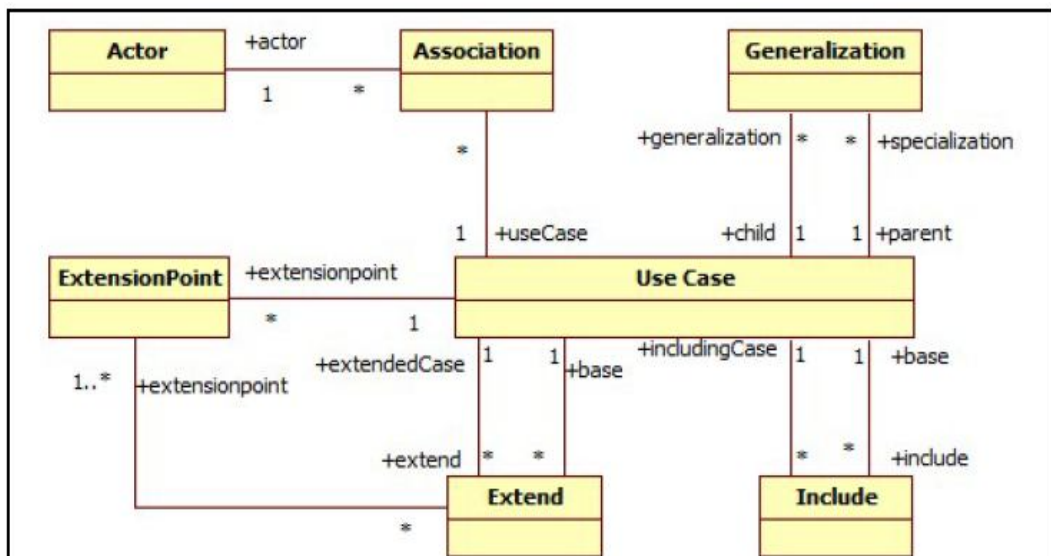 Actor
+actor
1
*
Association
Generalization
*
1
+useCase
+generalization
*
*
+specialization
+child
1
1
+parent
ExtensionPoint
+extensionpoint
*
1
Use Case
1..*
+extensionpoint
+extendedCase
1
1
+base
+includingCase
1
1
+base
+extend
*
*
*
*
+include
*
Extend
Include